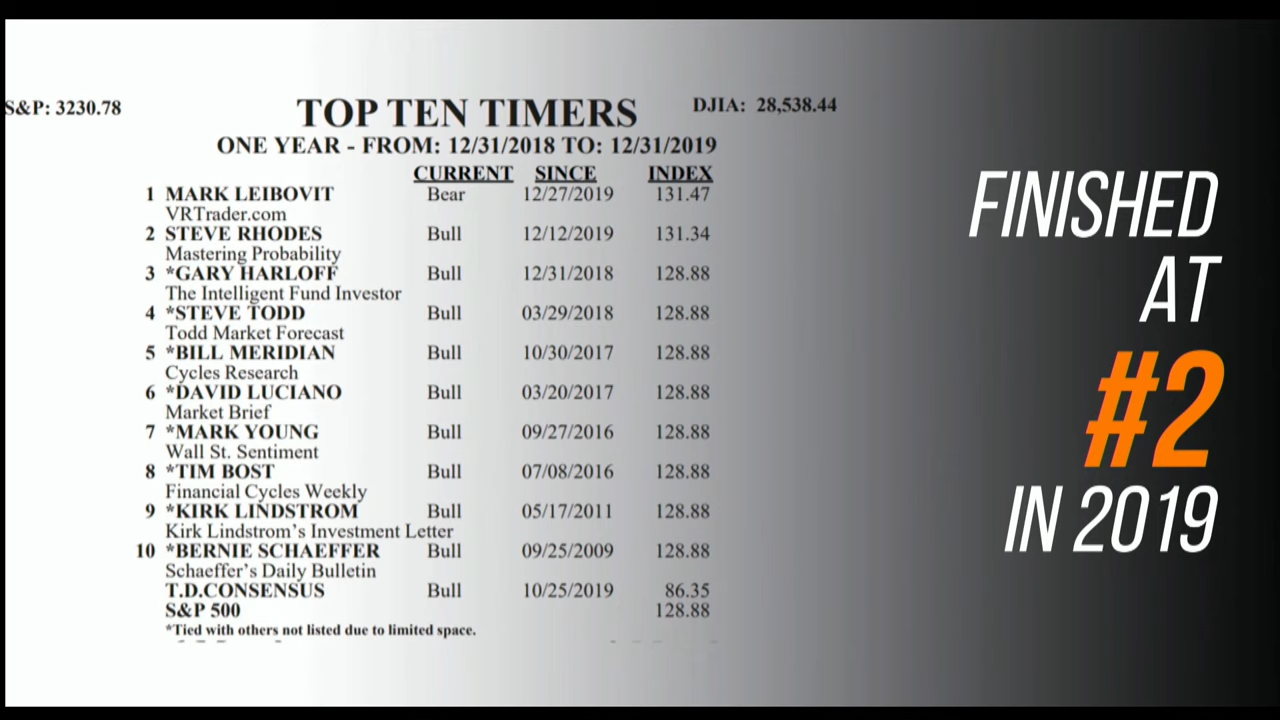 S&P: 3230.78
TOP TEN TIMERS
DJIA: 28,538.44
ONE YEAR - FROM: 12/31/2018 TO: 12/31/2019
CURRENT SINCE INDEX
1 MARK LEIBOVIT Bear 12/27/2019 131.47
VRTrader.com
2 STEVE RHODES Bull 12/12/2019 131.34
Mastering Probability
3 *GARY HARLOFF Bull 12/31/2018 128.88
The Intelligent Fund Investor
4 *STEVE TODD Bull 03/29/2018 128.88
Todd Market Forecast
5 *BILL MERIDIAN Bull 10/30/2017 128.88
Cycles Research
6 *DAVID LUCIANO Bull 03/20/2017 128.88
Market Brief
7 *MARK YOUNG Bull 09/27/2016 128.88
Wall St. Sentiment
8 *TIM BOST Bull 07/08/2016 128.88
Financial Cycles Weekly
9 *KIRK LINDSTROM Bull 05/17/2011 128.88
Kirk Lindstrom's Investment Letter
10 *BERNIE SCHAEFFER Bull 09/25/2009 128.88
Schaeffer's Daily Bulletin
T.D.CONSENSUS Bull 10/25/2019 86.35
S&P 500 128.88
*Tied with others not listed due to limited space.
FINISHED
AT
#2
IN 2019